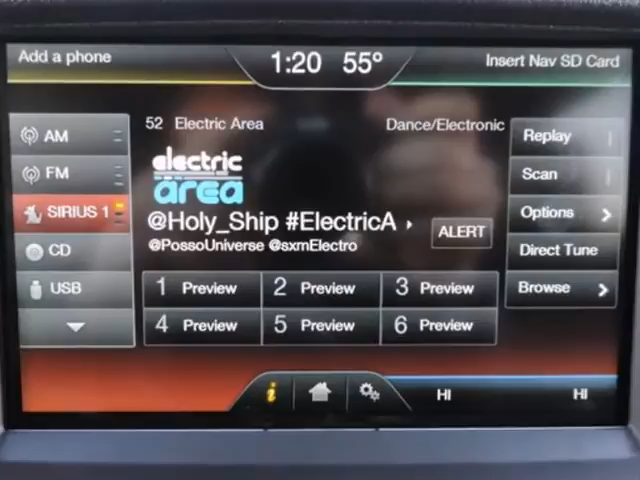 Add a phone
1:20 55°
Insert Nav SD Card
AM
FM
SIRIUS 1
CD
USB
52 Electric Area
Dance/Electronic
electric
area
@Holy_Ship #ElectricA
@PossoUniverse @sxmElectro
ALERT
1 Preview
2 Preview
3 Preview
4 Preview
5 Preview
6 Preview
Replay
Scan
Options
Direct Tune
Browse
i
HI
HI